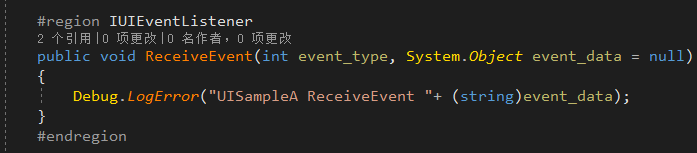 #region IUIEventListener
2 个引用|0 项更改|0 名作者，0 项更改
public void ReceiveEvent(int event_type, System.Object event_data = null)
{
Debug.LogError("UISampleA ReceiveEvent "+ (string)event_data);
}
#endregion